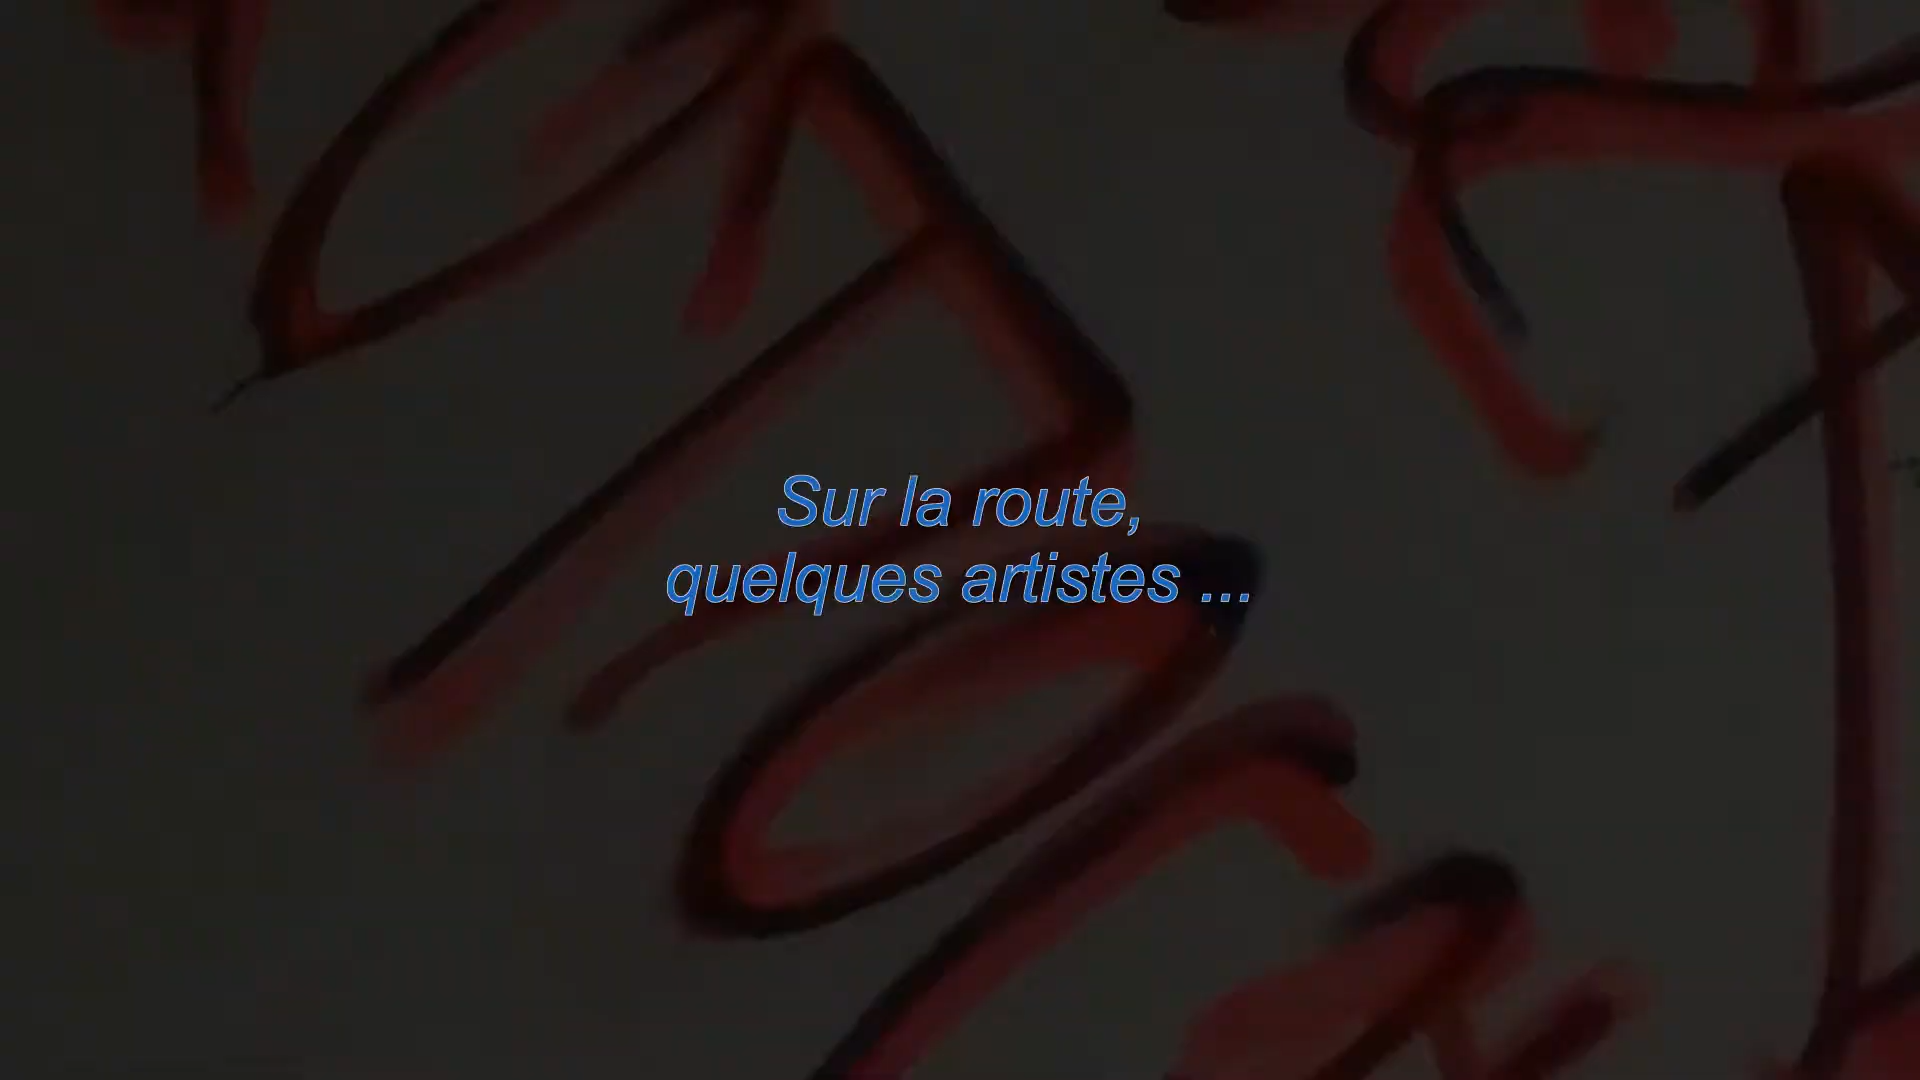 Sur la route,
quelques artistes ...